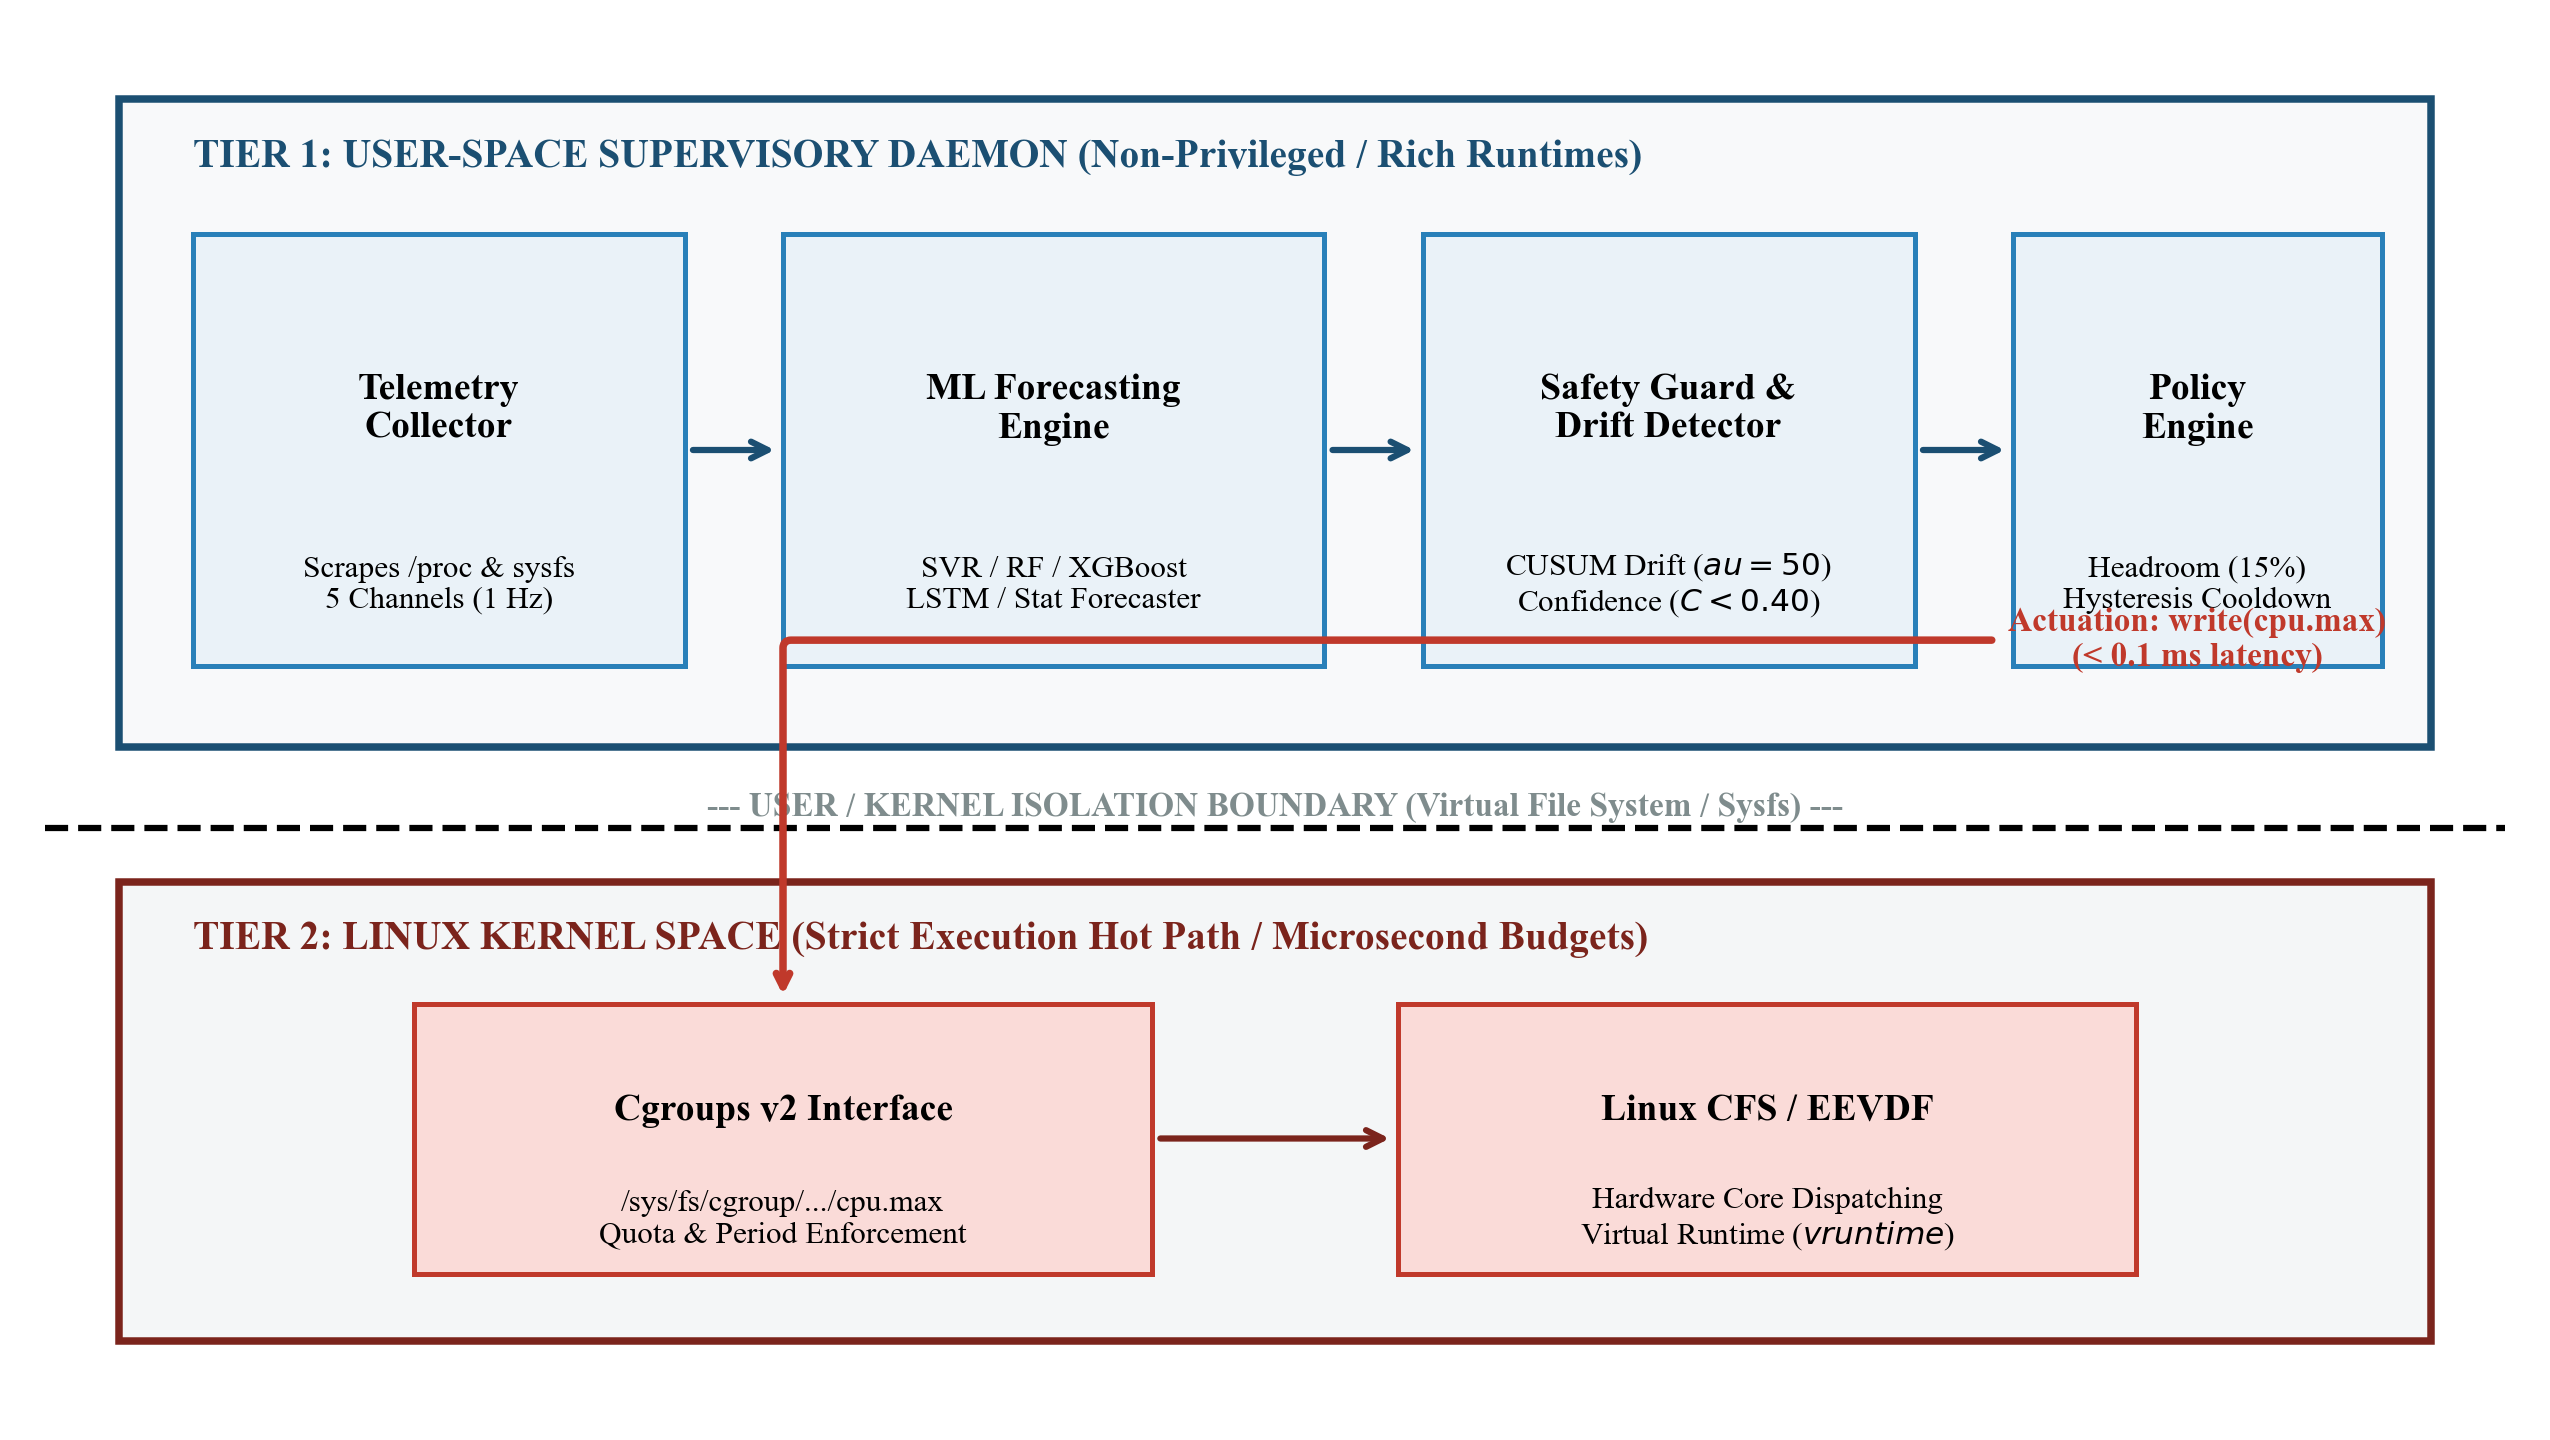 TIER 1: USER-SPACE SUPERVISORY DAEMON (Non-Privileged / Rich Runtimes)
Telemetry
Collector
Scrapes /proc & sysfs
5 Channels (1 Hz)
ML Forecasting
Engine
SVR / RF / XGBoost
LSTM / Stat Forecaster
Safety Guard &
Drift Detector
CUSUM Drift (au = 50)
Confidence (C < 0.40)
Policy
Engine
Headroom (15%)
Hysteresis Cooldown
Actuation: write(cpu.max)
(< 0.1 ms latency)
--- USER / KERNEL ISOLATION BOUNDARY (Virtual File System / Sysfs) ---
TIER 2: LINUX KERNEL SPACE (Strict Execution Hot Path / Microsecond Budgets)
Cgroups v2 Interface
/sys/fs/cgroup/.../cpu.max
Quota & Period Enforcement
Linux CFS / EEVDF
Hardware Core Dispatching
Virtual Runtime (vruntime)